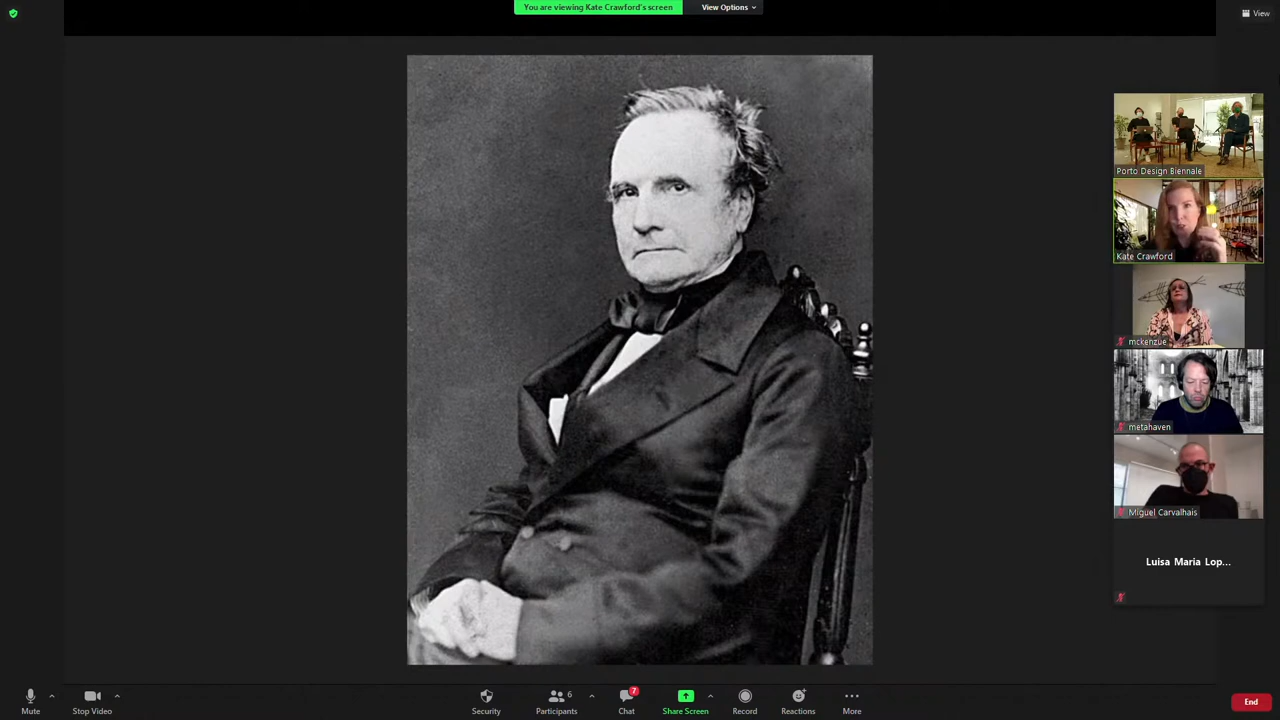 You are viewing Kate Crawford's screen
View Options
View
Porto Design Biennale
Kate Crawford
mckenzue
metahaven
Miguel Carvalhais
Luisa Maria Lop...
Mute
Stop Video
Security
Participants
6
Chat
7
Share Screen
Record
Reactions
More
End